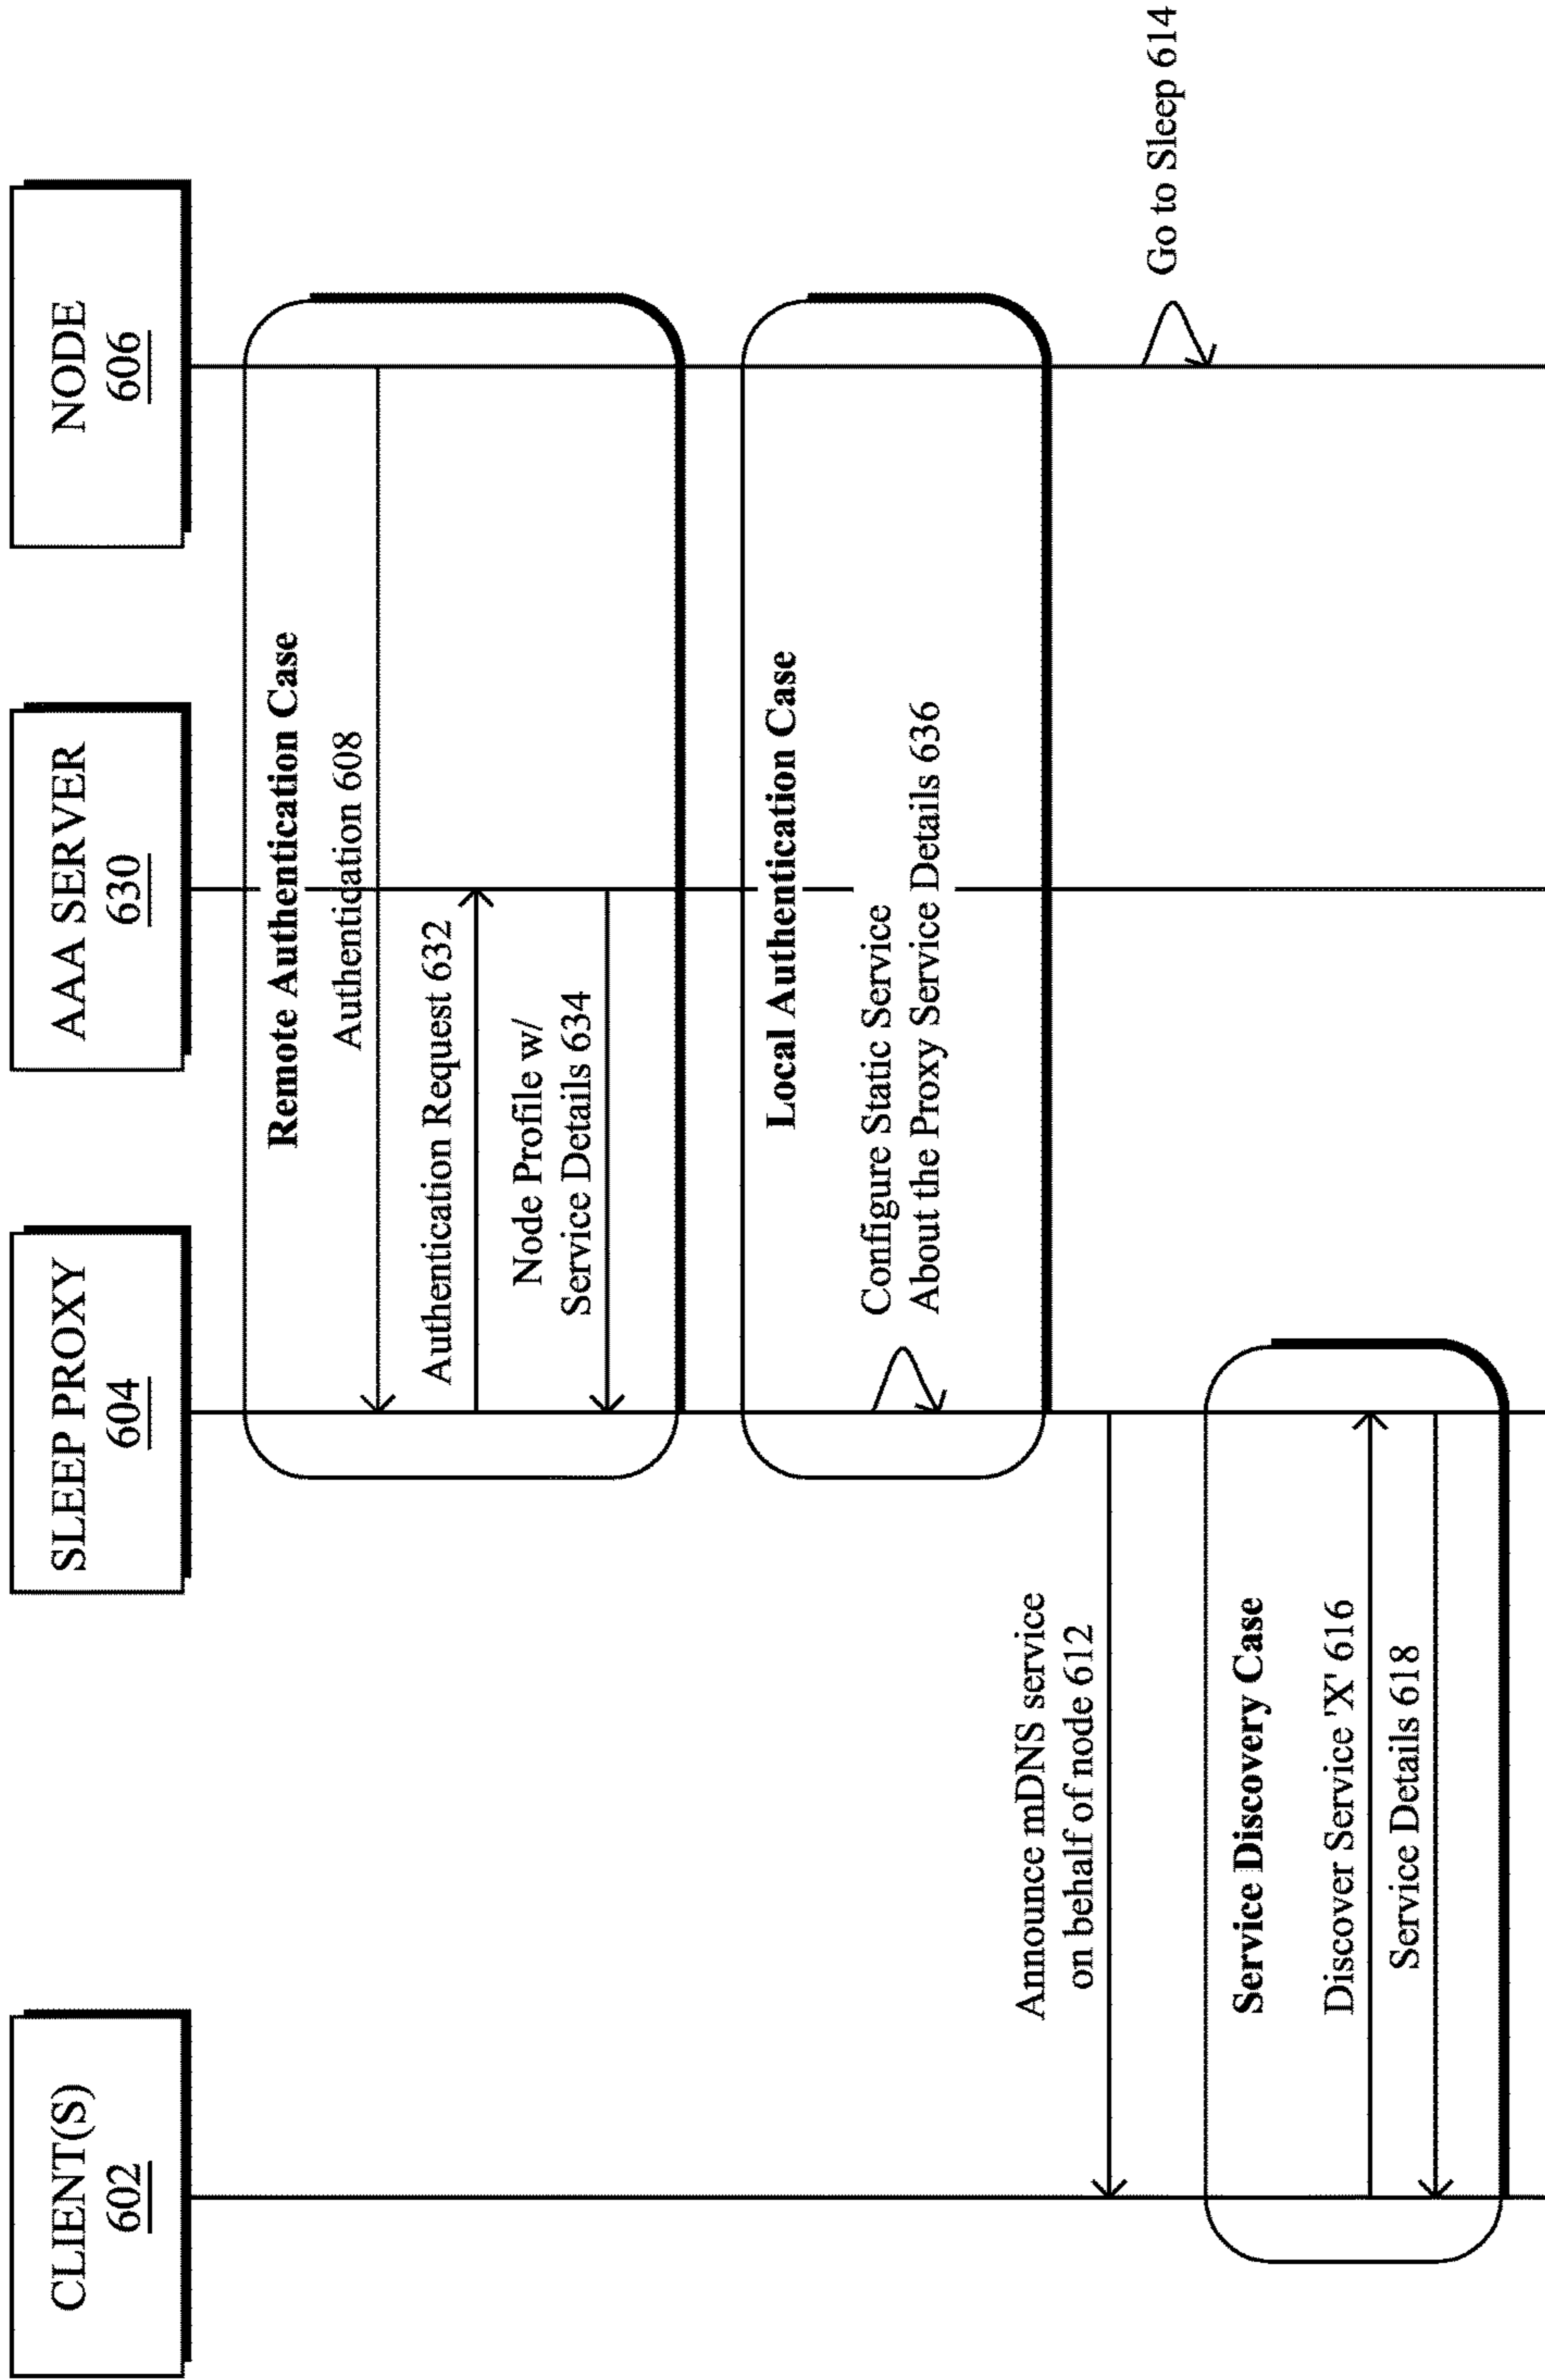 CLIENT(S)
602
SLEEP PROXY
604
AAA SERVER
630
NODE
606
Remote Authentication Case
Authentication 608
Authentication Request 632
Node Profile w/
Service Details 634
Local Authentication Case
Configure Static Service
About the Proxy Service Details 636
Announce mDNS service
on behalf of node 612
Go to Sleep 614
Service Discovery Case
Discover Service 'X' 616
Service Details 618